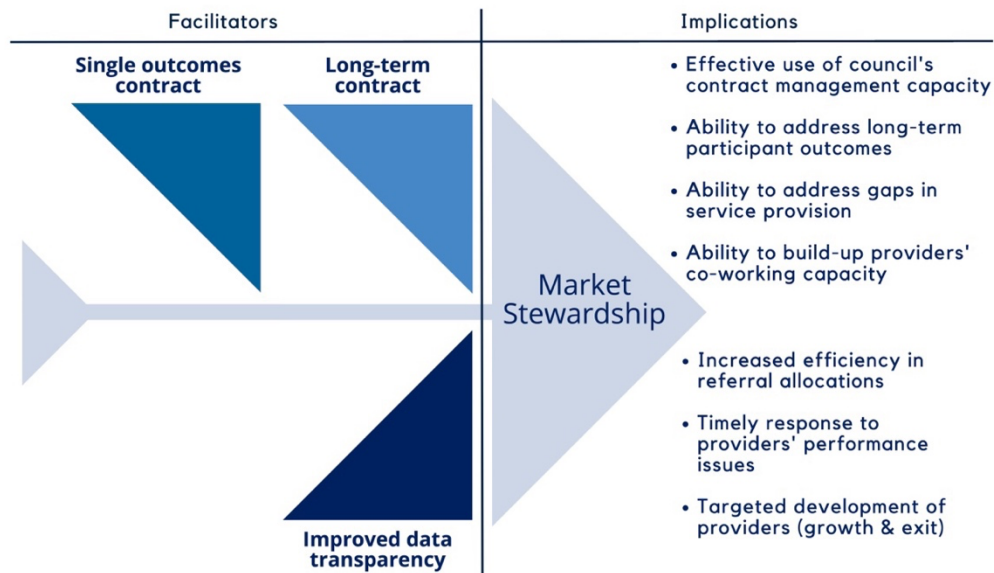 Facilitators
Implications
Single outcomes
contract
Long-term
contract
Improved data
transparency
Market
Stewardship
• Effective use of council's
contract management capacity
• Ability to address long-term
participant outcomes
• Ability to address gaps in
service provision
• Ability to build-up providers'
co-working capacity
• Increased efficiency in
referral allocations
• Timely response to
providers' performance
issues
• Targeted development of
providers (growth & exit)